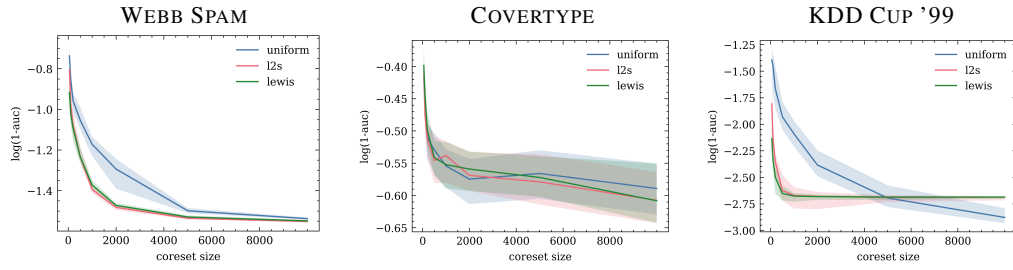 WEBB SPAM
−0.8
−1.0
−1.2
−1.4
log(1-auc)
0 2000 4000 6000 8000
coreset size
uniform
l2s
lewis
COVERTYPE
−0.40
−0.45
−0.50
−0.55
−0.60
−0.65
log(1-auc)
0 2000 4000 6000 8000
coreset size
uniform
l2s
lewis
KDD CUP ’99
−1.25
−1.50
−1.75
−2.00
−2.25
−2.50
−2.75
−3.00
log(1-auc)
0 2000 4000 6000 8000
coreset size
uniform
l2s
lewis